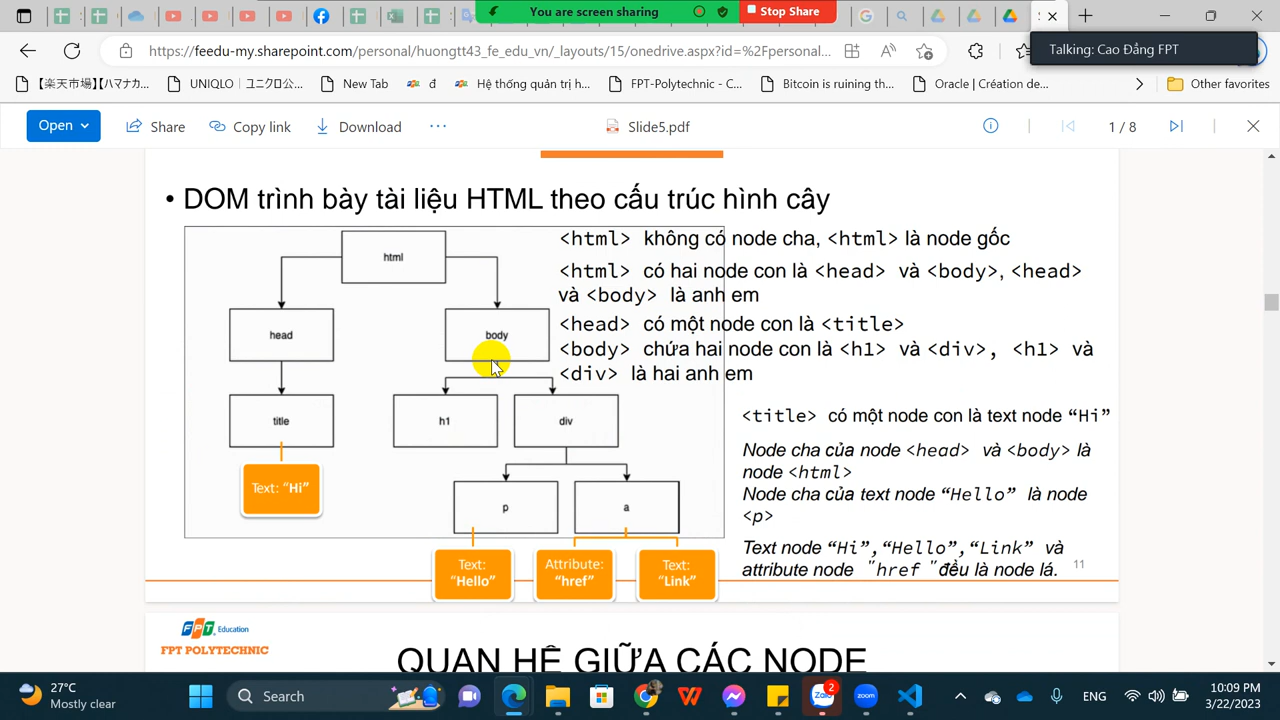 You are screen sharing
Stop Share
https://feedu-my.sharepoint.com/personal/huongtt43_fe_edu_vn/_layouts/15/onedrive.aspx?id=%2Fpersonal...
Talking: Cao Đẳng FPT
【楽天市場】【ハマナカ...
UNIQLO｜ユニクロ公...
New Tab
đ
Hệ thống quản trị h...
FPT-Polytechnic - C...
Bitcoin is ruining th...
Oracle | Création de...
Other favorites
Open
Share
Copy link
Download
Slide5.pdf
1 / 8
• DOM trình bày tài liệu HTML theo cấu trúc hình cây
html
head
body
title
h1
div
p
a
Text: "Hi"
Text:
"Hello"
Attribute:
"href"
Text:
"Link"
<html> không có node cha, <html> là node gốc
<html> có hai node con là <head> và <body>, <head>
và <body> là anh em
<head> có một node con là <title>
<body> chứa hai node con là <h1> và <div>, <h1> và
<div> là hai anh em
<title> có một node con là text node “Hi”
Node cha của node <head> và <body> là
node <html>
Node cha của text node “Hello” là node
<p>
Text node “Hi”,“Hello”,“Link” và
attribute node "href "đều là node lá.
11
FPT Education
FPT POLYTECHNIC
QUAN HỆ GIỮA CÁC NODE
27°C
Mostly clear
Search
2
zoom
Zalo
ENG
10:09 PM
3/22/2023